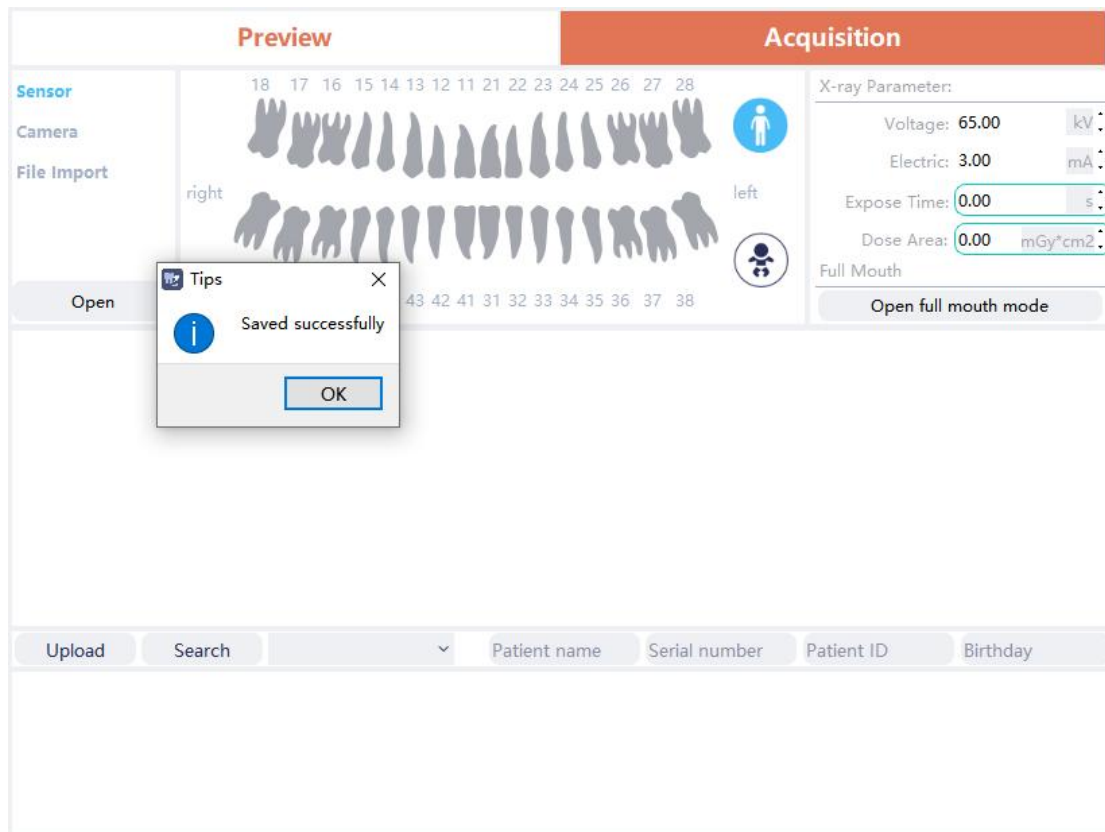 Preview
Acquisition
Sensor
Camera
File Import
Open
18 17 16 15 14 13 12 11 21 22 23 24 25 26 27 28
right
left
43 42 41 31 32 33 34 35 36 37 38
X-ray Parameter:
Voltage: 65.00 kV
Electric: 3.00 mA
Expose Time: 0.00 s
Dose Area: 0.00 mGy*cm2
Full Mouth
Open full mouth mode
Tips
Saved successfully
OK
Upload
Search
Patient name
Serial number
Patient ID
Birthday